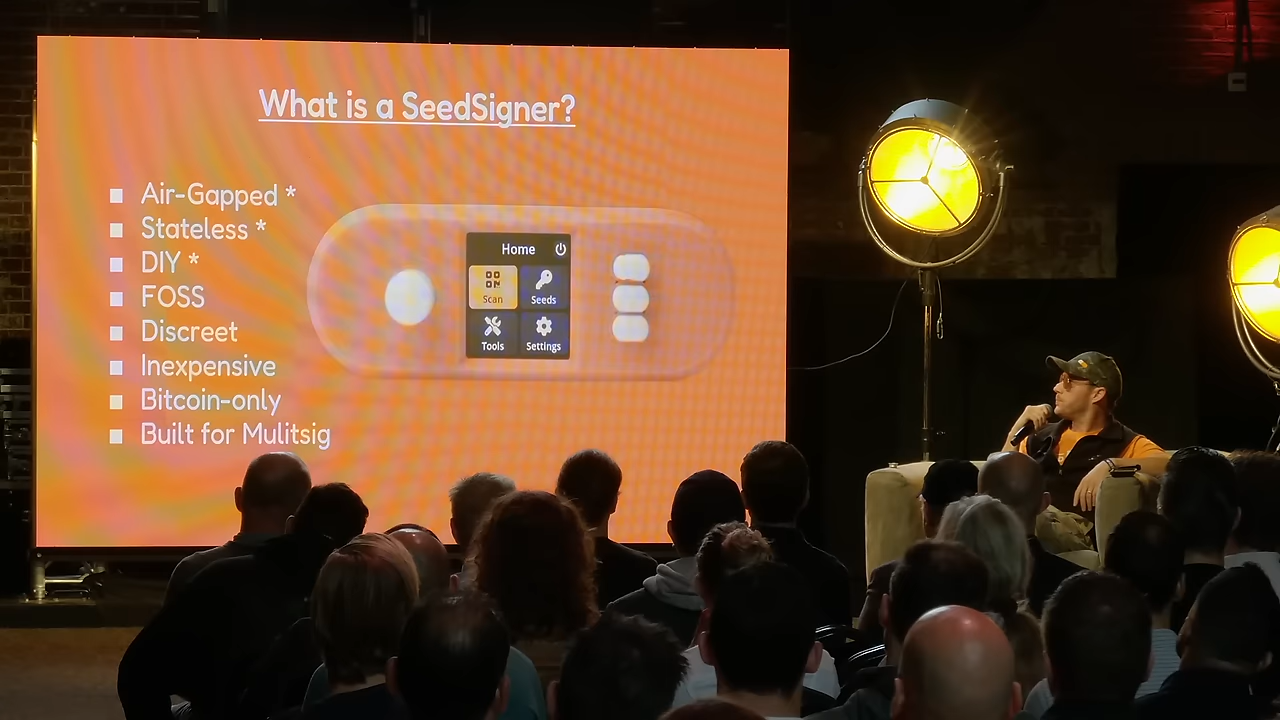 What is a SeedSigner?
Air-Gapped *
Stateless *
DIY *
FOSS
Discreet
Inexpensive
Bitcoin-only
Built for Mulitsig
Home
Scan Seeds
Tools Settings